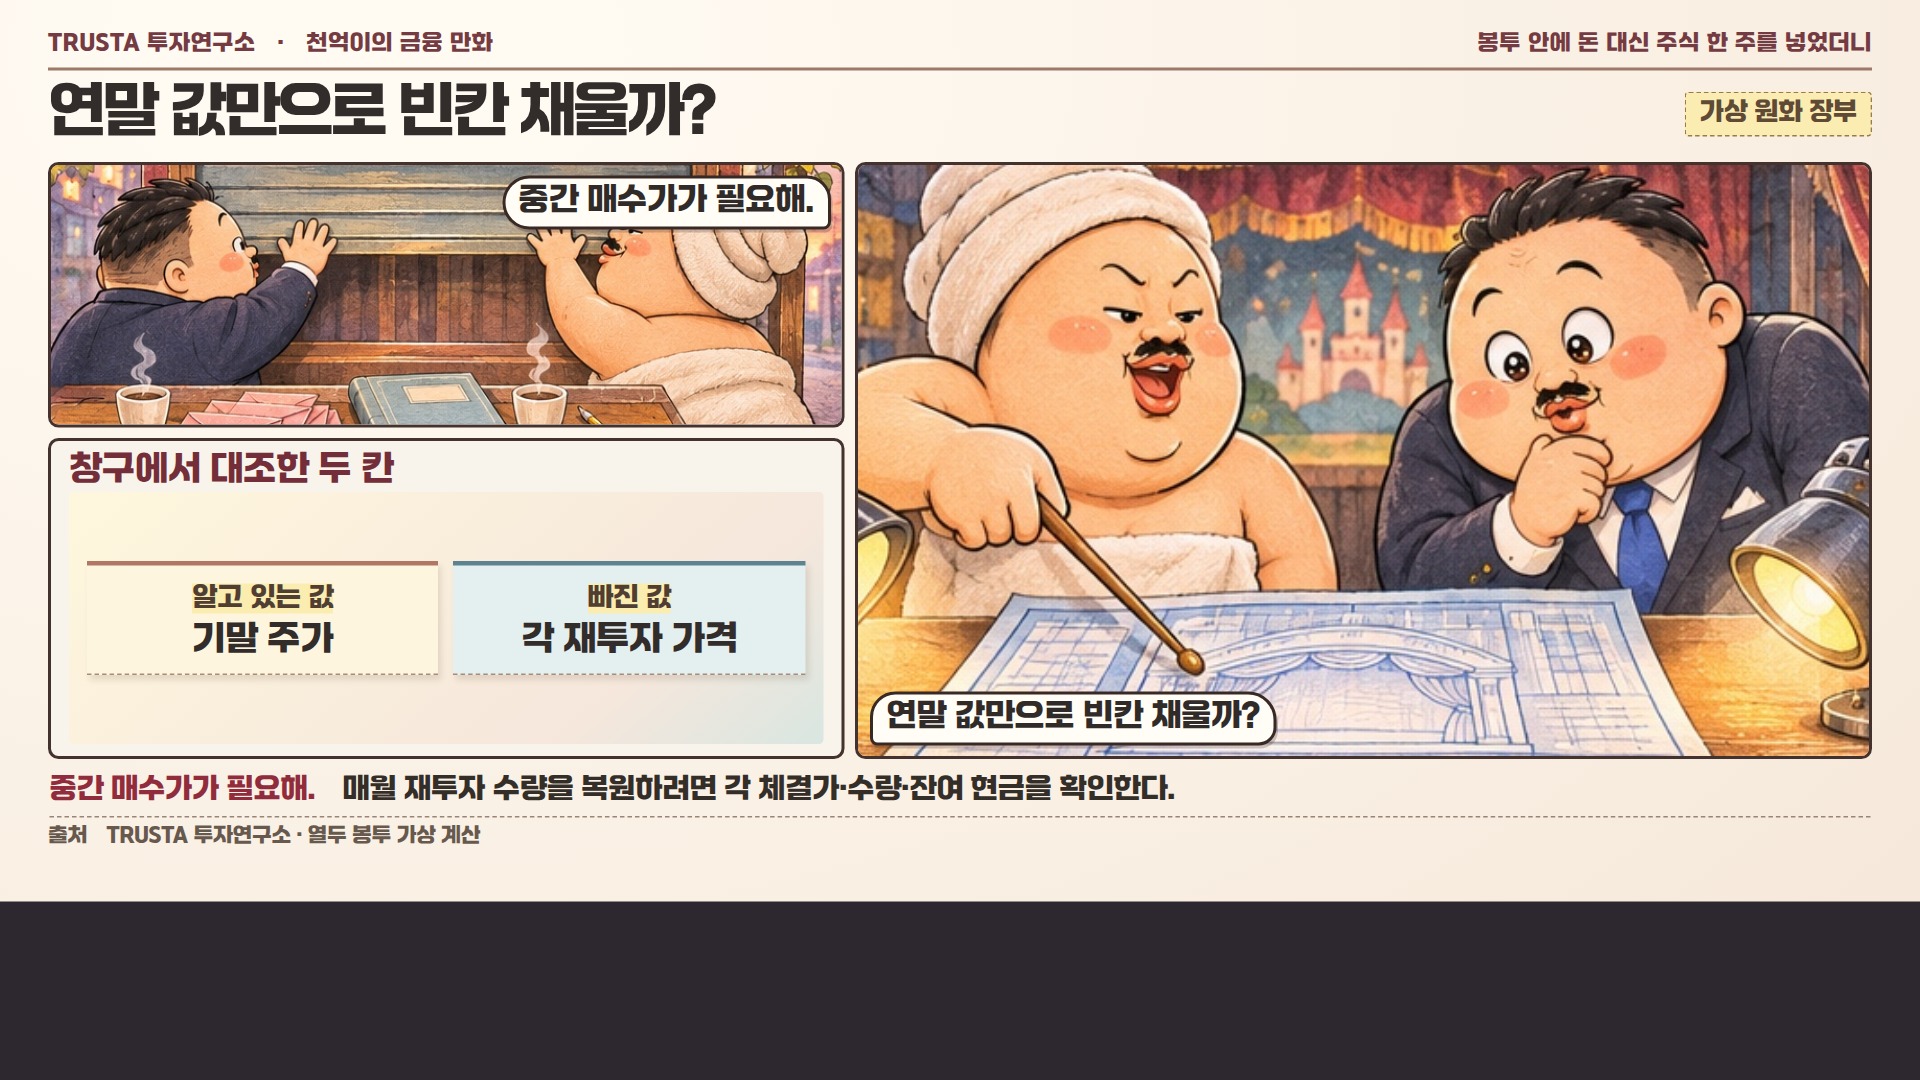 TRUSTA 투자연구소 · 천억이의 금융 만화
봉투 안에 돈 대신 주식 한 주를 넣었더니
연말 값만으로 빈칸 채울까?
가상 원화 장부
중간 매수가가 필요해.
창구에서 대조한 두 칸
알고 있는 값
기말 주가
빠진 값
각 재투자 가격
연말 값만으로 빈칸 채울까?
중간 매수가가 필요해. 매월 재투자 수량을 복원하려면 각 체결가·수량·잔여 현금을 확인한다.
출처 TRUSTA 투자연구소 · 열두 봉투 가상 계산